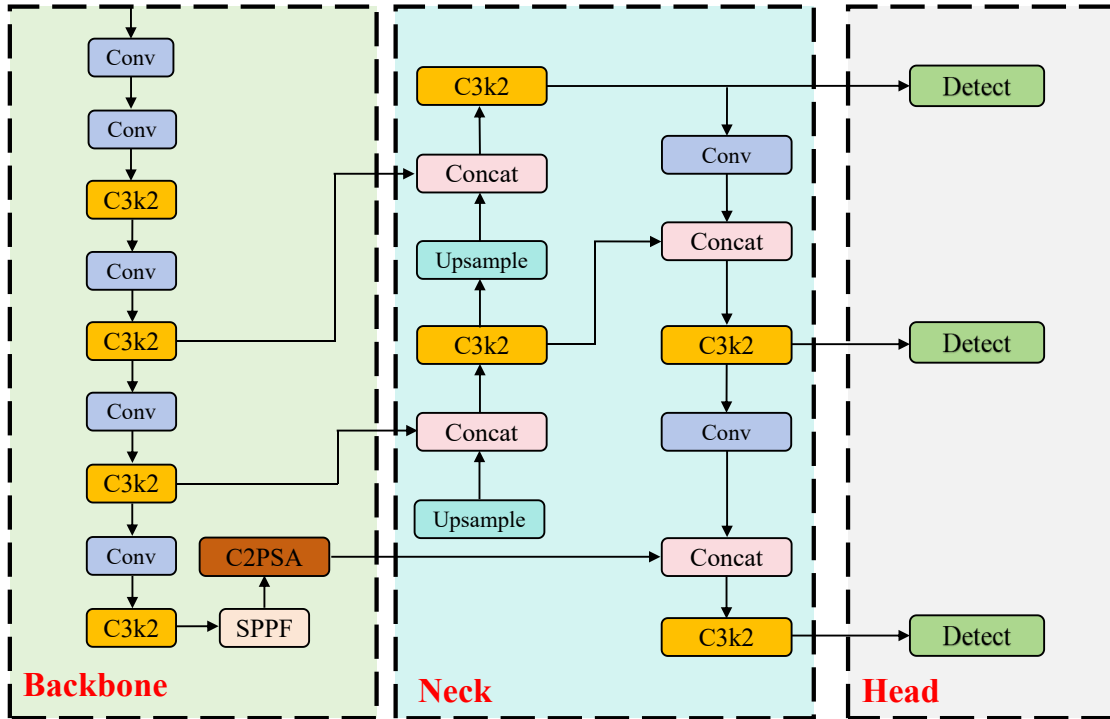 Conv
Conv
C3k2
Conv
C3k2
Conv
C3k2
Conv
C3k2
SPPF
C2PSA
Backbone
C3k2
Concat
Upsample
C3k2
Concat
Upsample
Conv
Concat
C3k2
Conv
Concat
C3k2
Neck
Detect
Detect
Detect
Head